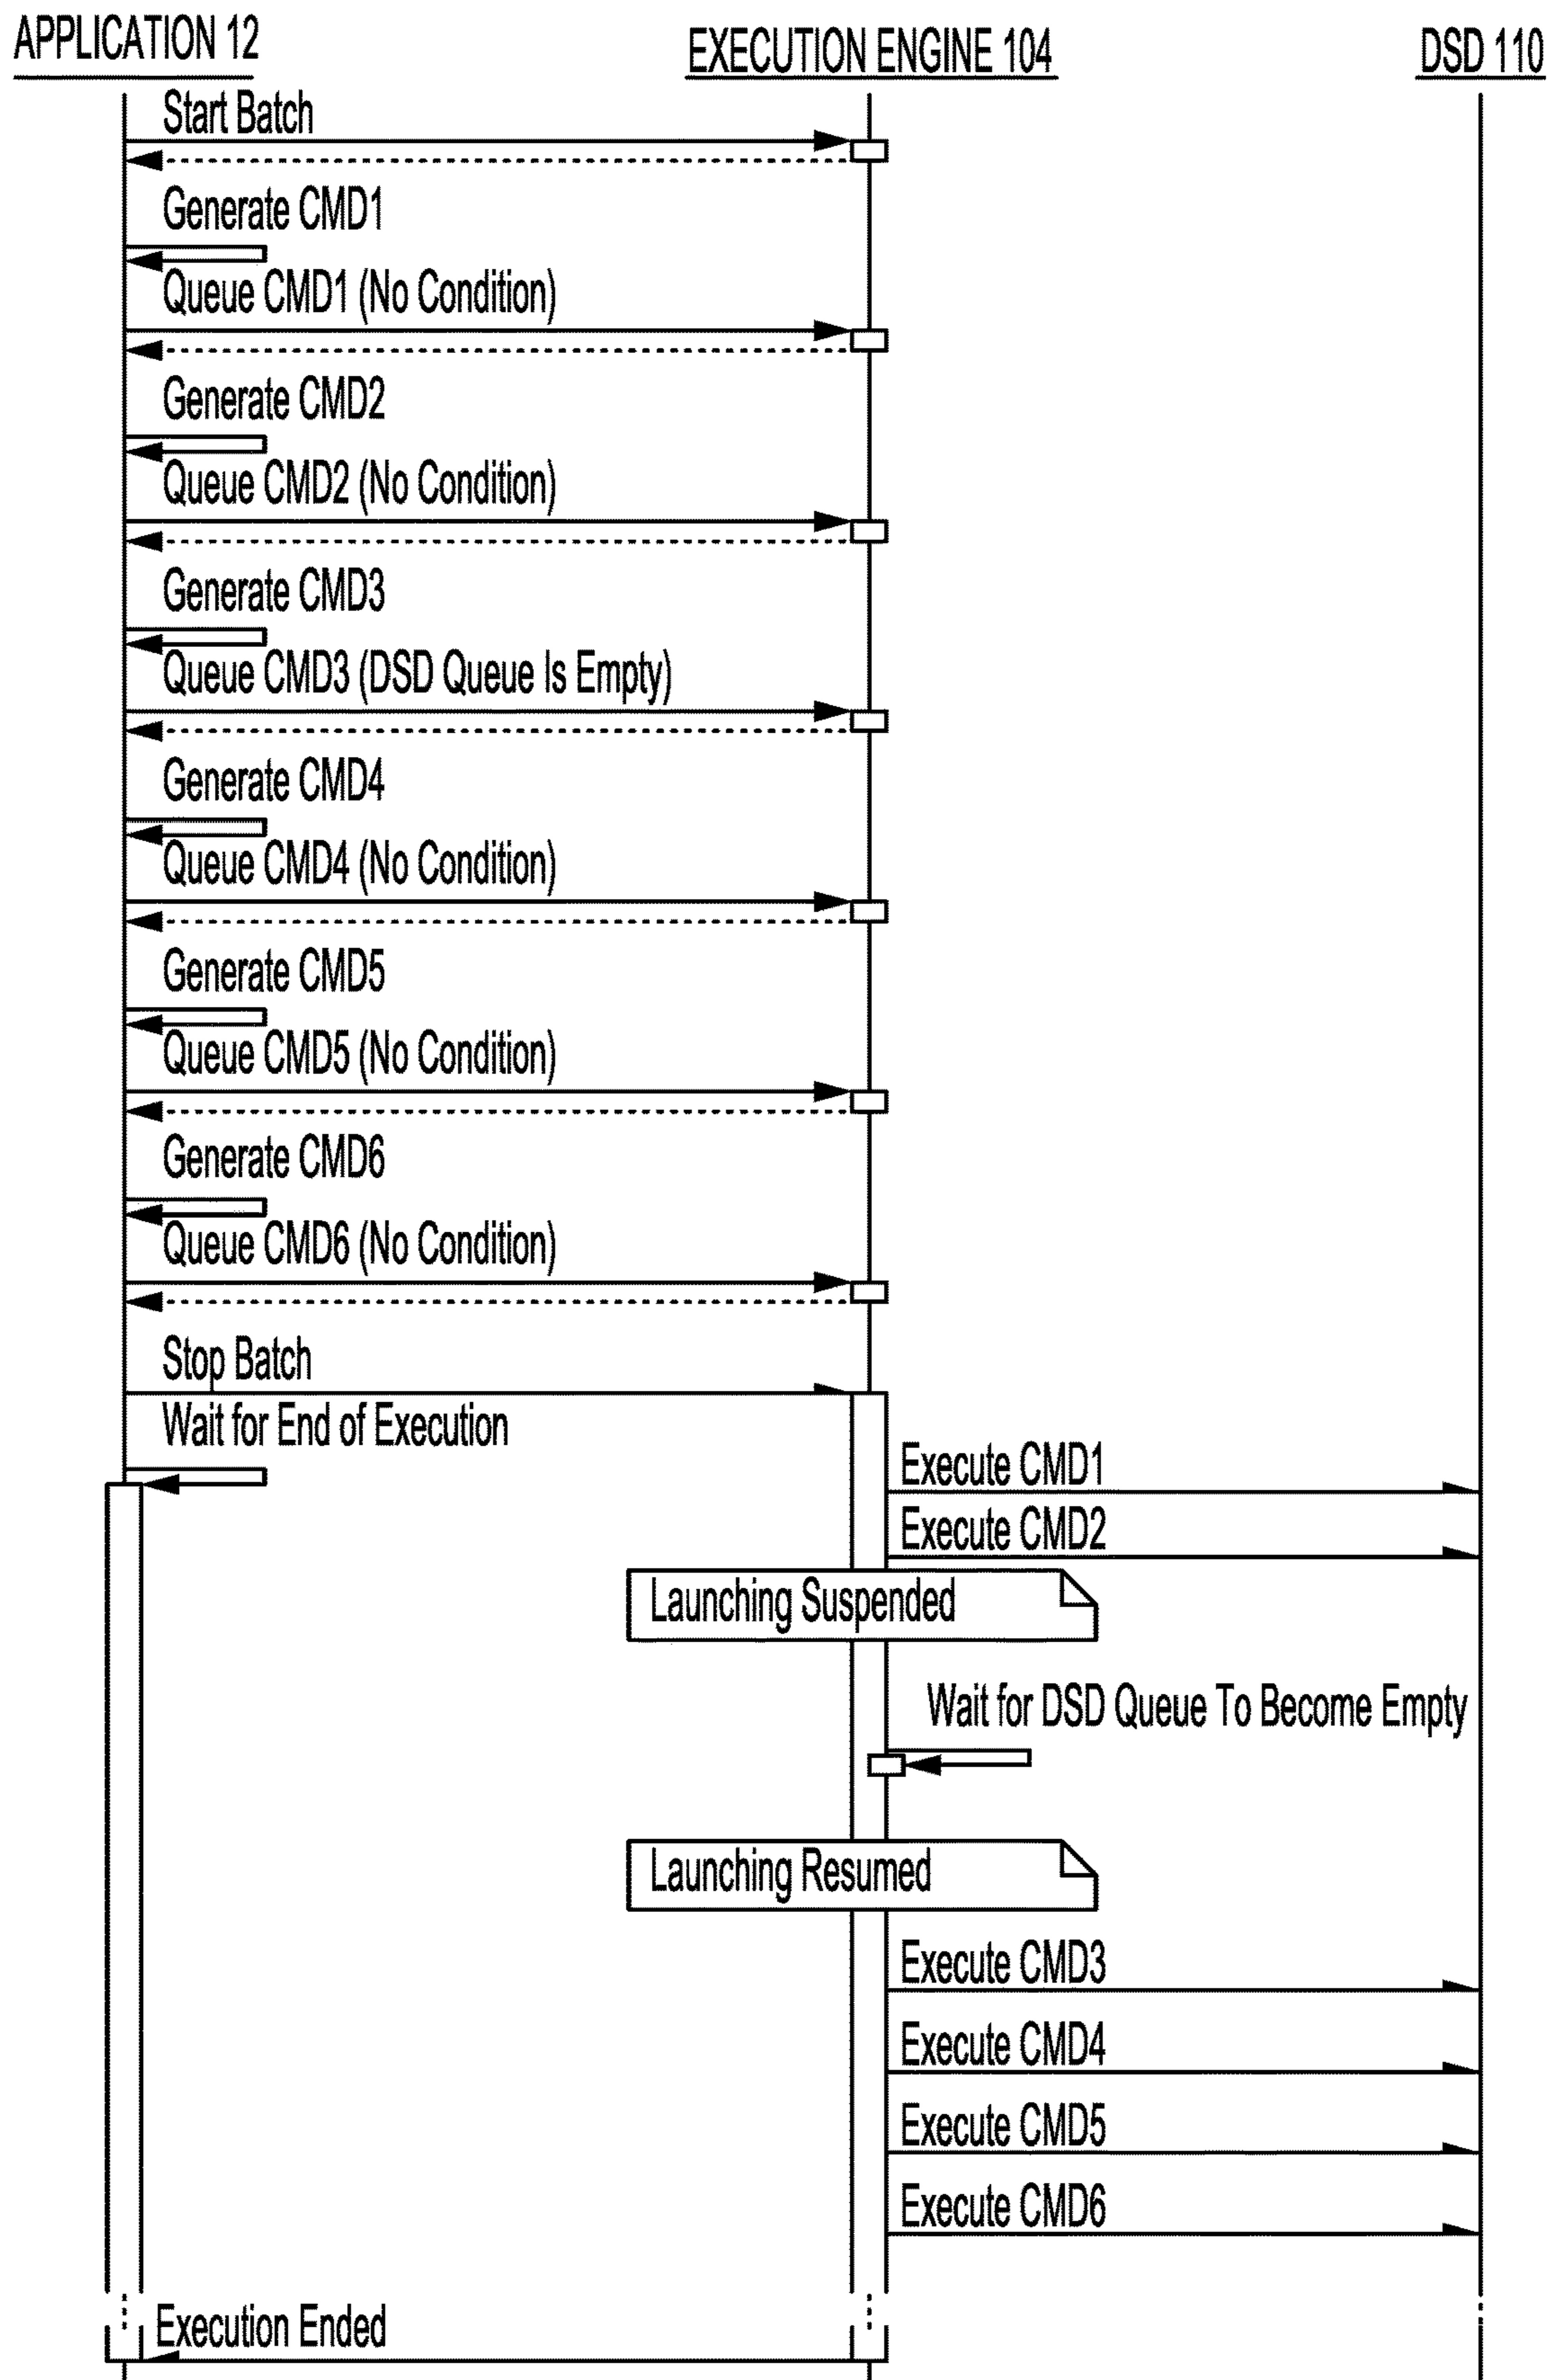 APPLICATION 12
EXECUTION ENGINE 104
DSD 110
Start Batch
Generate CMD1
Queue CMD1 (No Condition)
Generate CMD2
Queue CMD2 (No Condition)
Generate CMD3
Queue CMD3 (DSD Queue Is Empty)
Generate CMD4
Queue CMD4 (No Condition)
Generate CMD5
Queue CMD5 (No Condition)
Generate CMD6
Queue CMD6 (No Condition)
Stop Batch
Wait for End of Execution
Execute CMD1
Execute CMD2
Launching Suspended
Wait for DSD Queue To Become Empty
Launching Resumed
Execute CMD3
Execute CMD4
Execute CMD5
Execute CMD6
Execution Ended